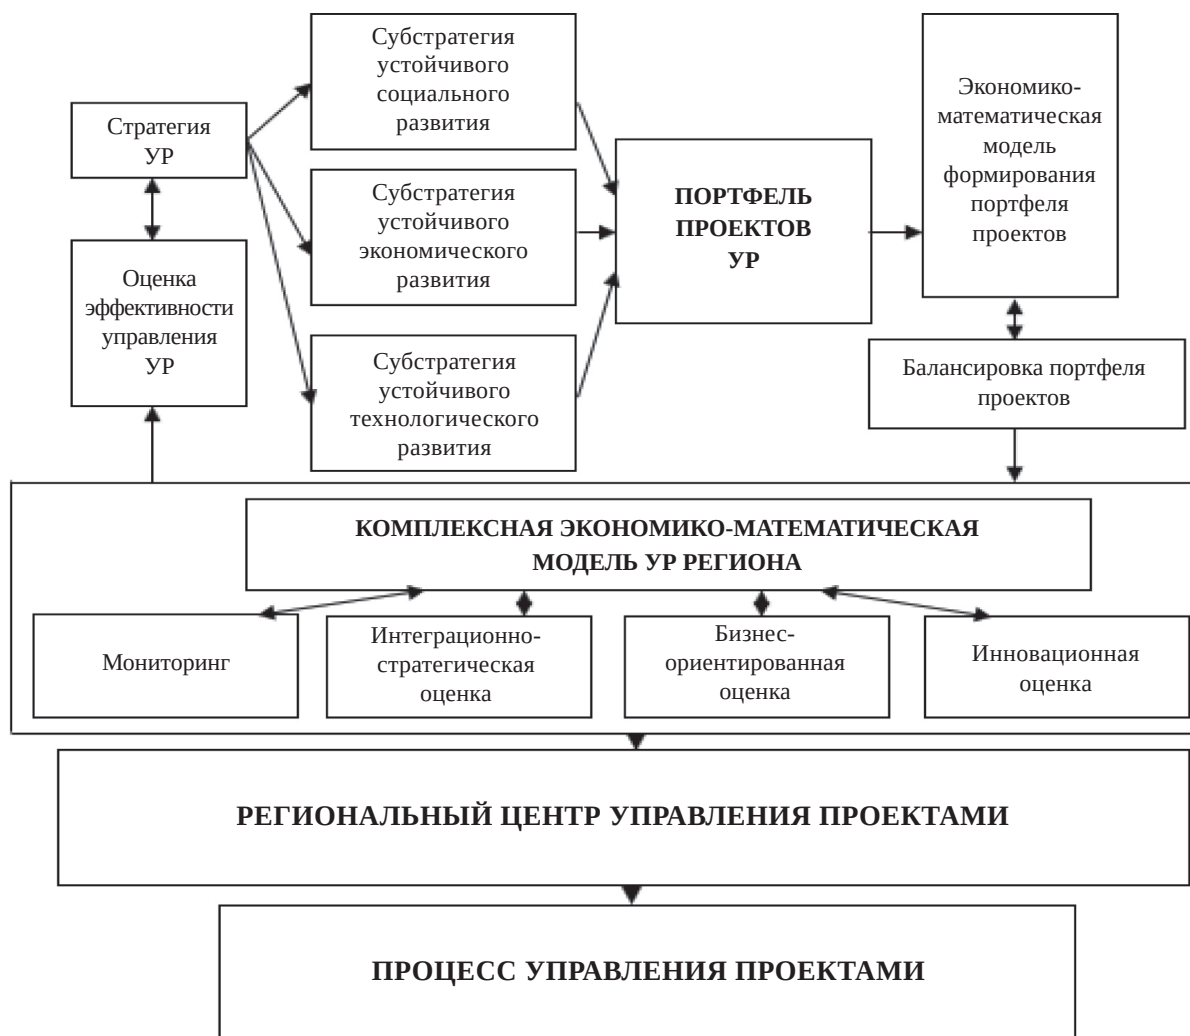 Стратегия
УР
Оценка
эффективности
управления
УР
Субстратегия
устойчивого
социального
развития
Субстратегия
устойчивого
экономического
развития
Субстратегия
устойчивого
технологического
развития
ПОРТФЕЛЬ
ПРОЕКТОВ
УР
Экономико-
математическая
модель
формирования
портфеля
проектов
Балансировка портфеля
проектов
КОМПЛЕКСНАЯ ЭКОНОМИКО-МАТЕМАТИЧЕСКАЯ
МОДЕЛЬ УР РЕГИОНА
Мониторинг
Интеграционно-
стратегическая
оценка
Бизнес-
ориентированная
оценка
Инновационная
оценка
РЕГИОНАЛЬНЫЙ ЦЕНТР УПРАВЛЕНИЯ ПРОЕКТАМИ
ПРОЦЕСС УПРАВЛЕНИЯ ПРОЕКТАМИ